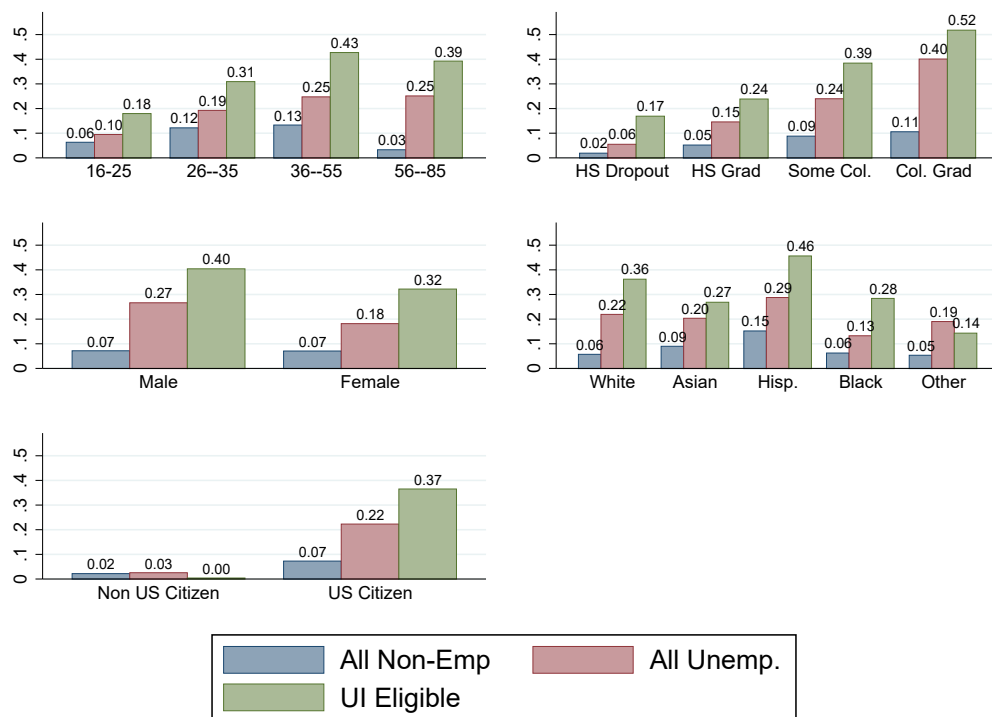 .5
.4
.3
.2
.1
0
0.06 0.10 0.18 0.12 0.19 0.31 0.13 0.25 0.43 0.03 0.25 0.39
16-25 26--35 36--55 56--85
.5
.4
.3
.2
.1
0
0.02 0.06 0.17 0.05 0.15 0.24 0.09 0.24 0.39 0.11 0.40 0.52
HS Dropout HS Grad Some Col. Col. Grad
.5
.4
.3
.2
.1
0
0.07 0.27 0.40 0.07 0.18 0.32
Male Female
.5
.4
.3
.2
.1
0
0.06 0.22 0.36 0.09 0.20 0.27 0.15 0.29 0.46 0.06 0.13 0.28 0.05 0.19 0.14
White Asian Hisp. Black Other
.5
.4
.3
.2
.1
0
0.02 0.03 0.00 0.07 0.22 0.37
Non US Citizen US Citizen
All Non-Emp All Unemp.
UI Eligible